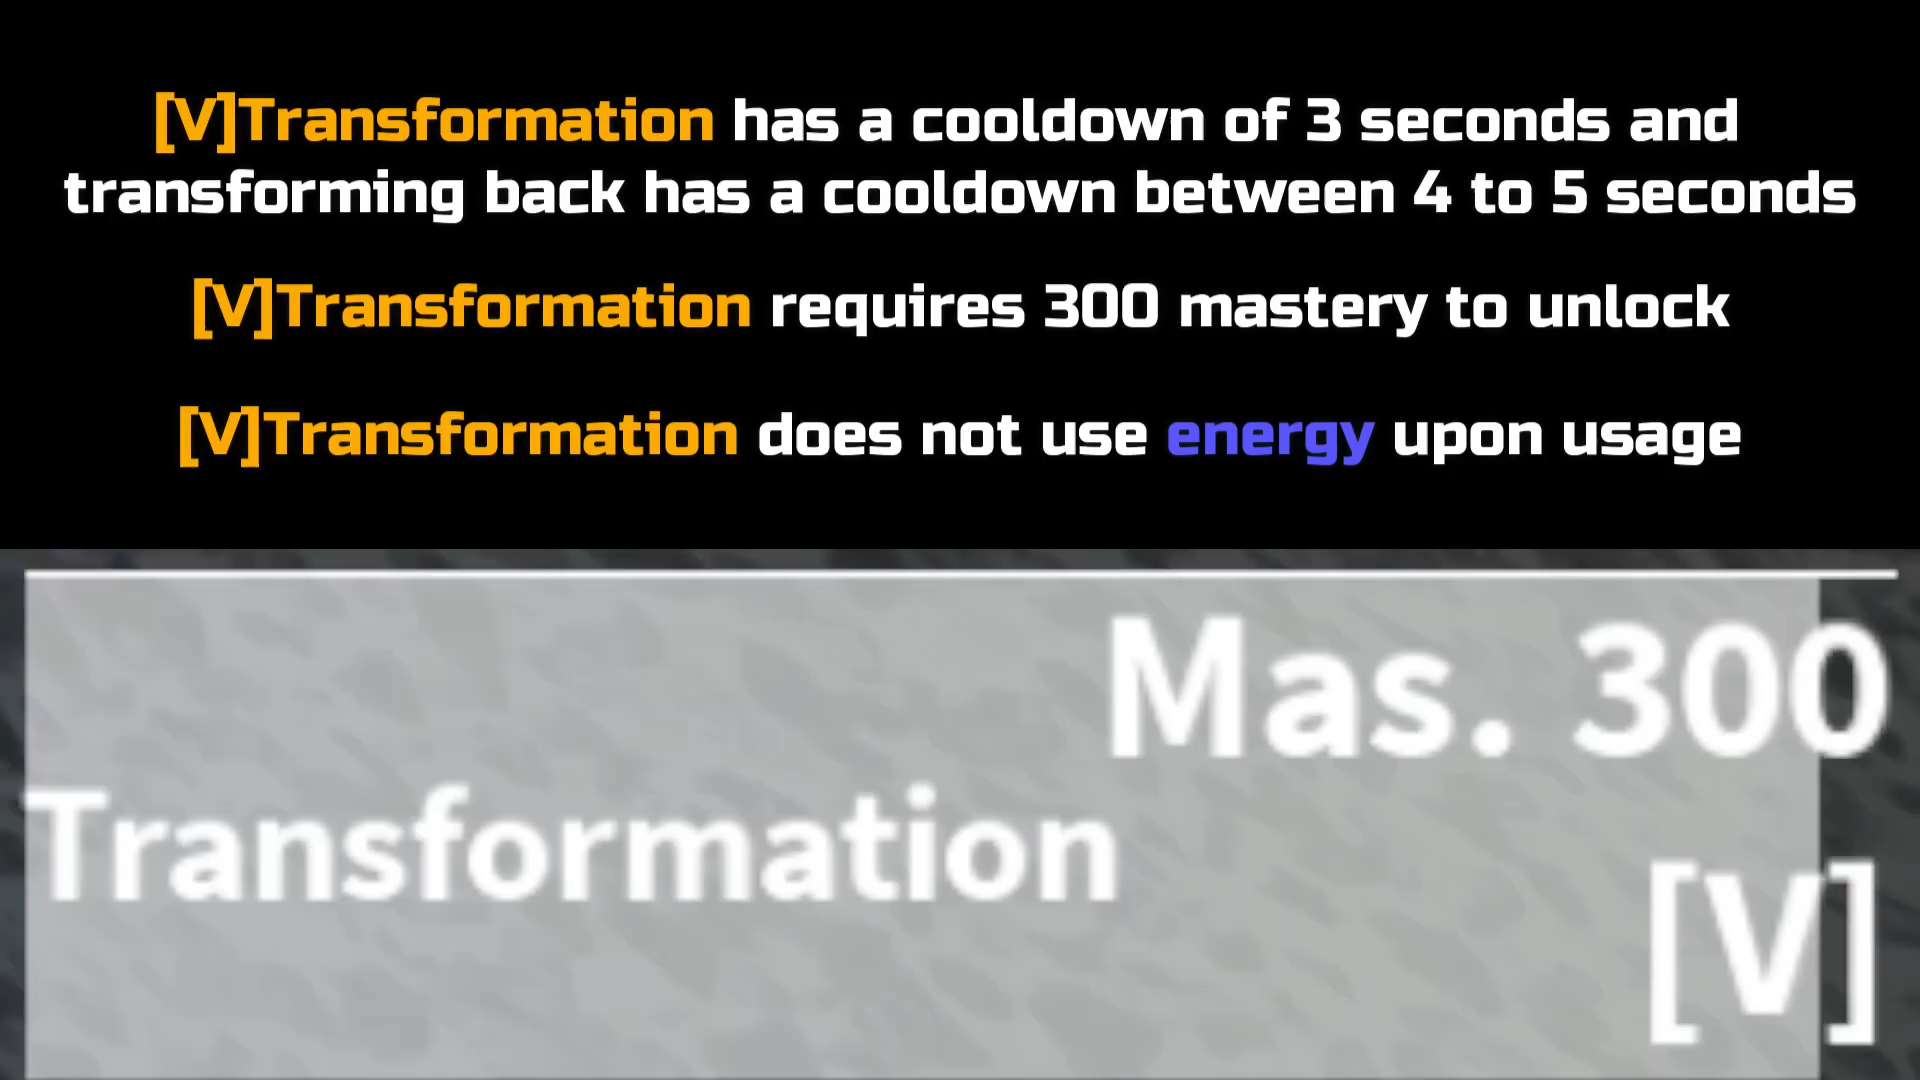 [V]Transformation has a cooldown of 3 seconds and
transforming back has a cooldown between 4 to 5 seconds
[V]Transformation requires 300 mastery to unlock
[V]Transformation does not use energy upon usage
Mas. 300
Transformation
[V]